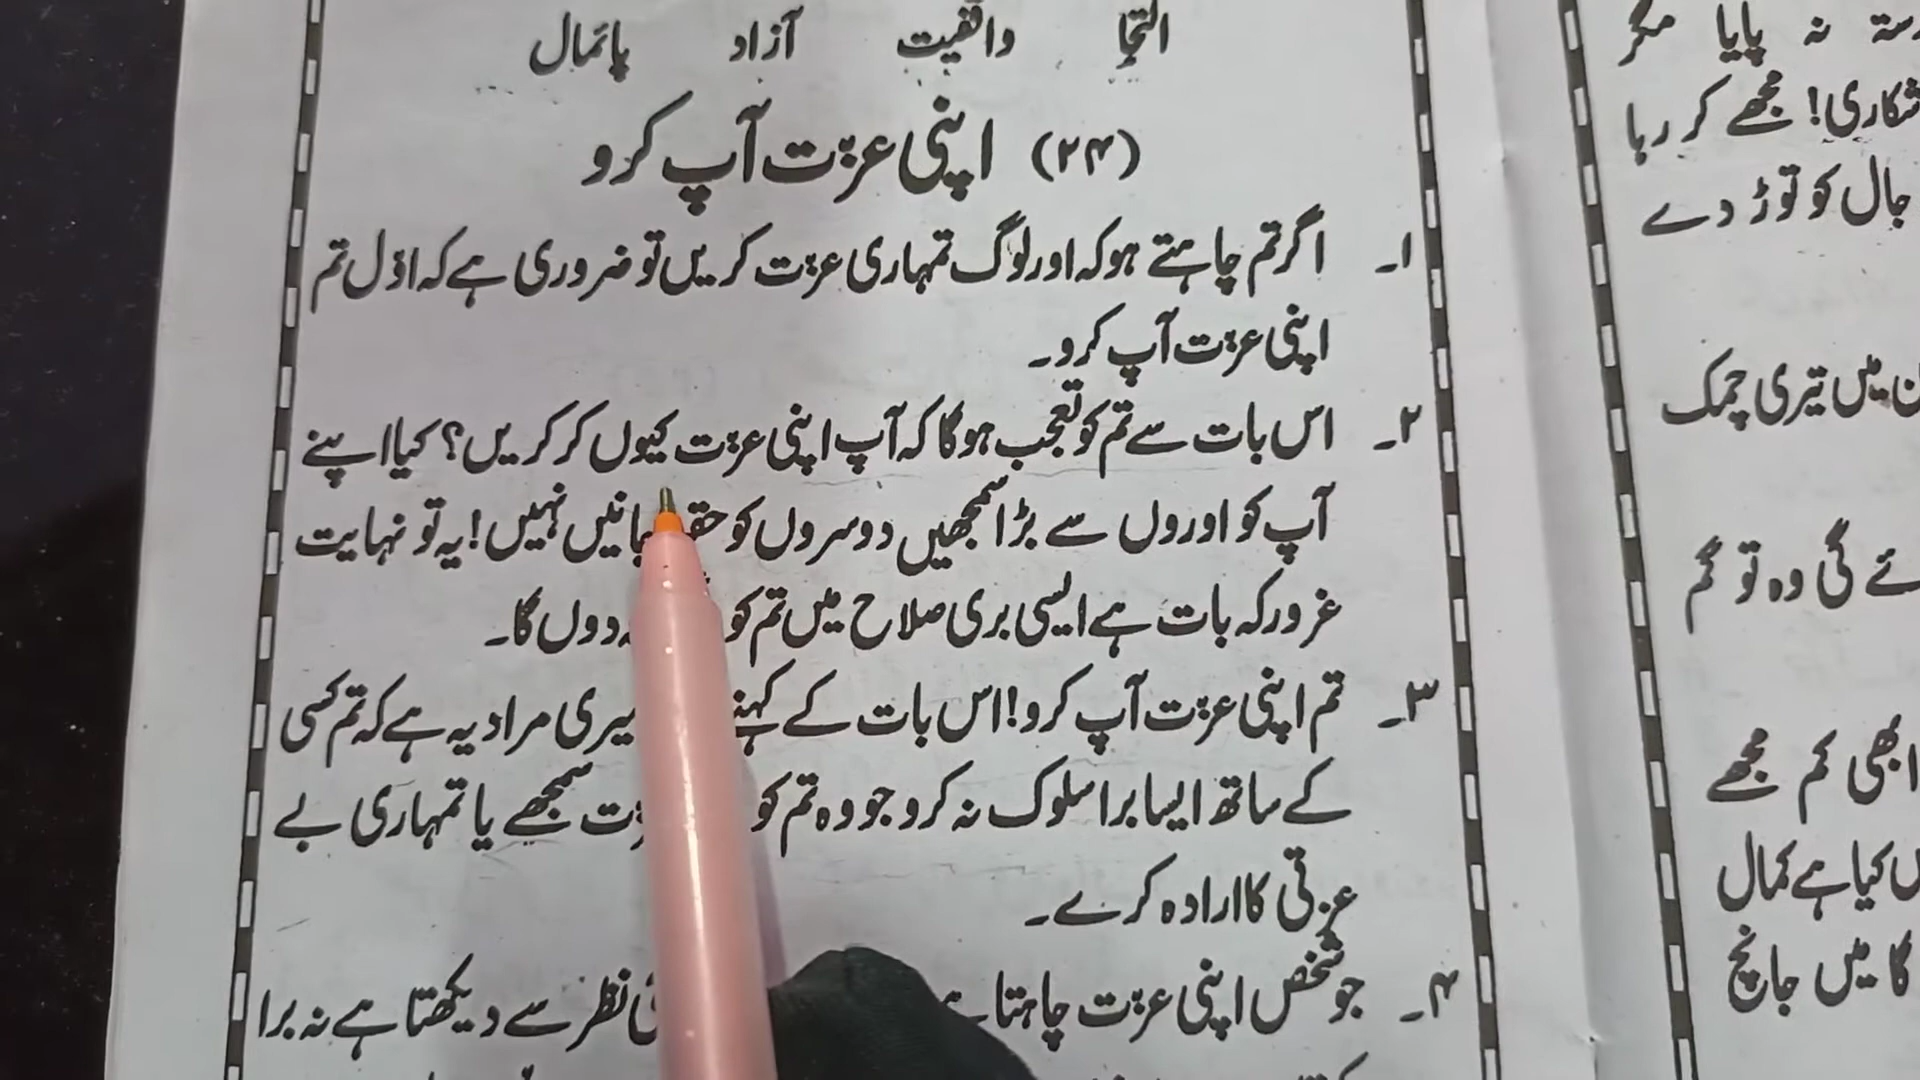 التجا واقفیت آزاد پائمال
(۲۴) اپنی عزت آپ کرو
۱۔ اگر تم چاہتے ہو کہ اور لوگ تمہاری عزت کریں تو ضروری ہے کہ اوّل تم
اپنی عزت آپ کرو۔
۲۔ اس بات سے تم کو تعجب ہوگا کہ آپ اپنی عزت کیوں کر کریں؟ کیا اپنے
آپ کو اوروں سے بڑا سمجھیں دوسروں کو نہیں! یہ تو نہایت
غرور کہ بات ہے ایسی بری صلاح میں تم کو دوں گا۔
۳۔ تم اپنی عزت آپ کرو! اس بات کے کہنے میری مراد یہ ہے کہ تم کسی
کے ساتھ ایسا برا سلوک نہ کرو جو وہ تم کو سمجھے یا تمہاری بے
عزتی کا ارادہ کرے۔
۴۔ جو شخص اپنی عزت چاہتا نظر سے دیکھتا ہے نہ برا
نہ پایا مگر
شکاری! مجھے کر رہا
جال کو توڑ دے
میں تیری چمک
گی وہ تو گم
ابھی کم مجھے
کیا ہے کمال
گا میں جانچ